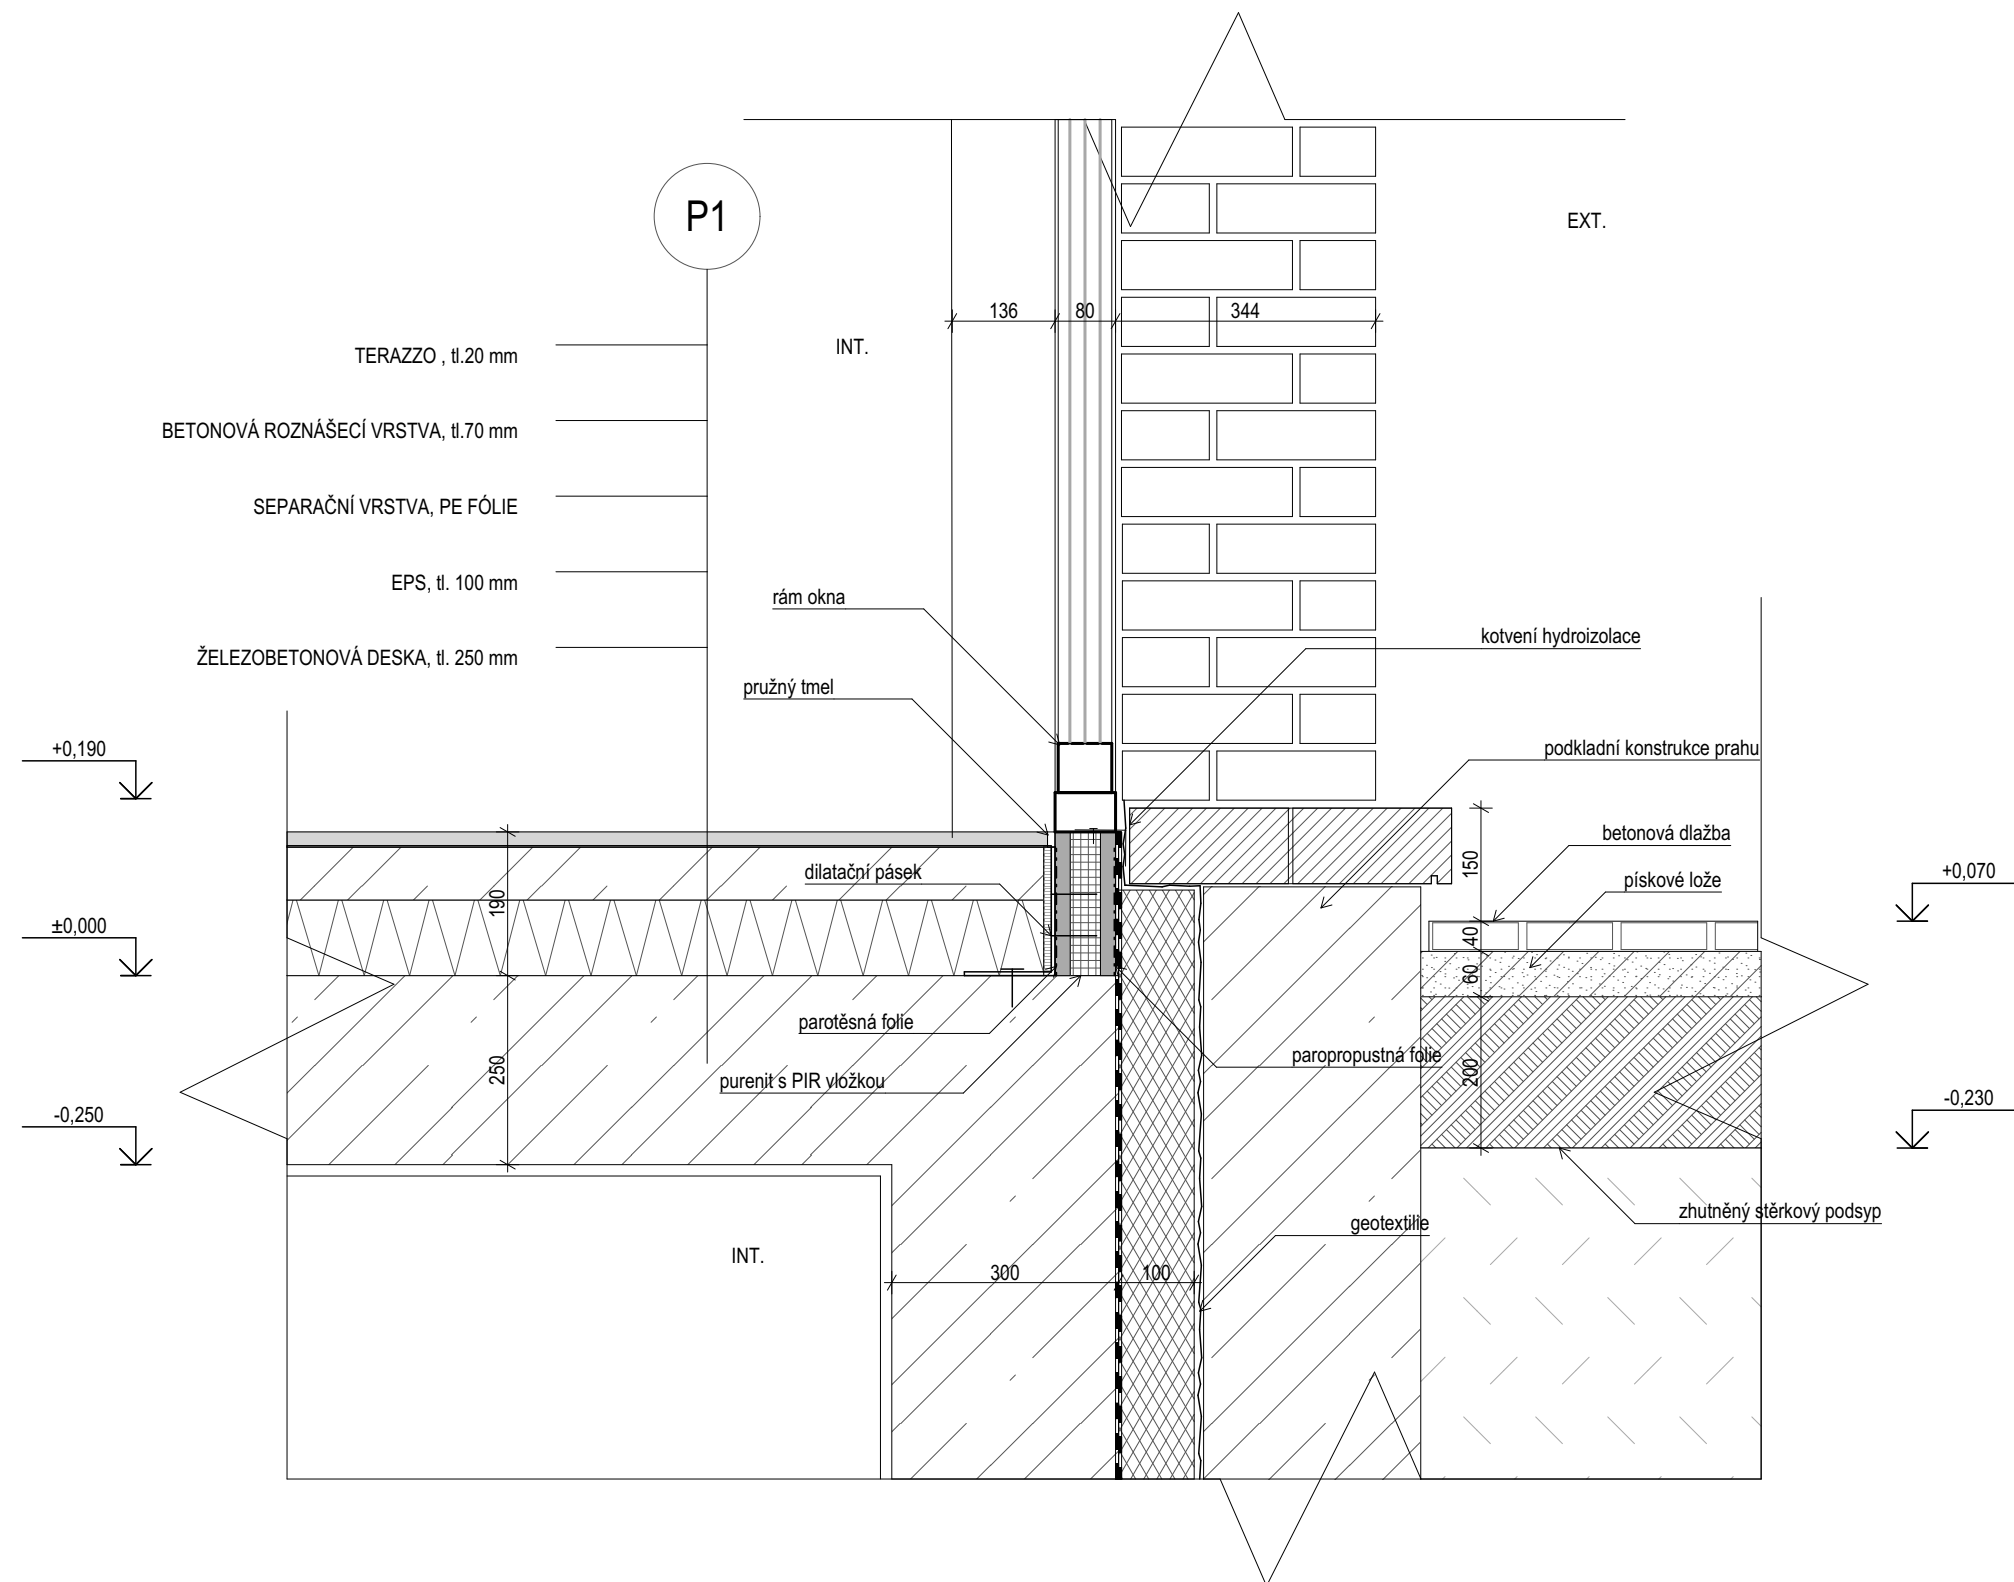 P1
EXT.
136
80
344
INT.
TERAZZO , tl.20 mm
BETONOVÁ ROZNÁŠECÍ VRSTVA, tl.70 mm
SEPARAČNÍ VRSTVA, PE FÓLIE
EPS, tl. 100 mm
ŽELEZOBETONOVÁ DESKA, tl. 250 mm
rám okna
kotvení hydroizolace
pružný tmel
+0,190
podkladní konstrukce prahu
betonová dlažba
150
dilatační pásek
pískové lože
+0,070
190
±0,000
40
60
parotěsná folie
paropropustná folie
250
200
purenit s PIR vložkou
-0,250
-0,230
zhutněný stěrkový podsyp
geotextilie
INT.
300
100